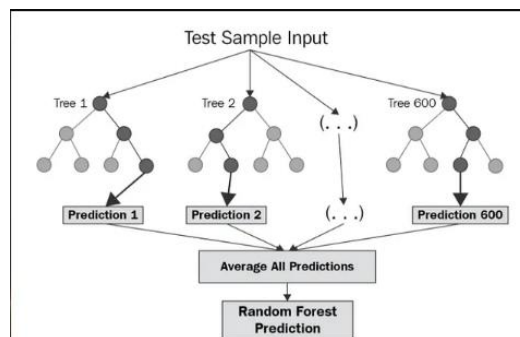 Test Sample Input
Tree 1
Tree 2
(. . .)
Tree 600
Prediction 1
Prediction 2
(. . .)
Prediction 600
Average All Predictions
Random Forest
Prediction